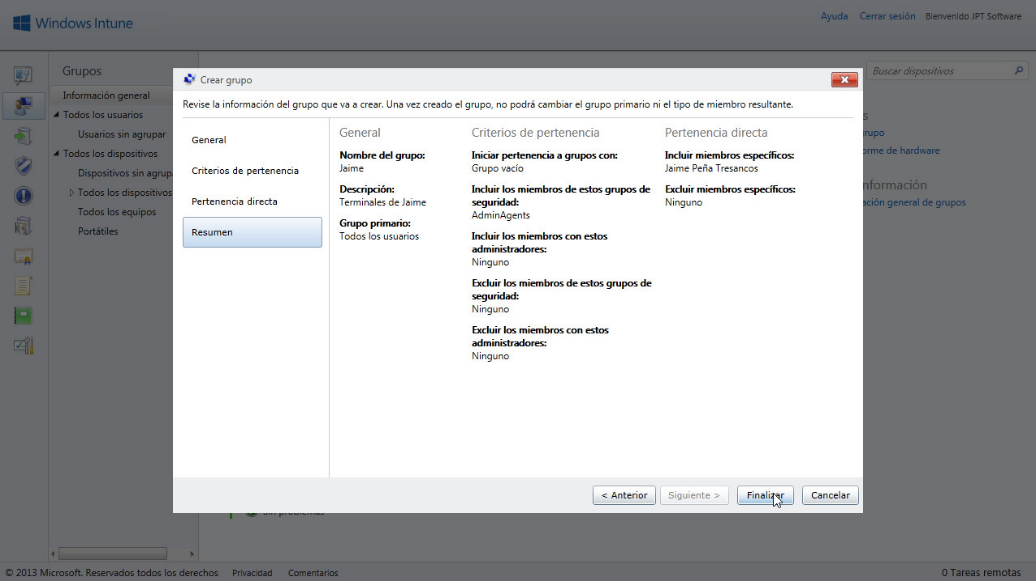 Windows Intune
Ayuda Cerrar sesión Bienvenido JPT Software
Grupos
Información general
Todos los usuarios
Usuarios sin agrupar
Todos los dispositivos
Dispositivos sin agrup
Todos los dispositivos
Todos los equipos
Portátiles
Buscar dispositivos
s
rupo
orme de hardware
nformación
ación general de grupos
Crear grupo
Revise la información del grupo que va a crear. Una vez creado el grupo, no podrá cambiar el grupo primario ni el tipo de miembro resultante.
General
Criterios de pertenencia
Pertenencia directa
Resumen
General
Nombre del grupo:
Jaime
Descripción:
Terminales de Jaime
Grupo primario:
Todos los usuarios
Criterios de pertenencia
Iniciar pertenencia a grupos con:
Grupo vacío
Incluir los miembros de estos grupos de
seguridad:
AdminAgents
Incluir los miembros con estos
administradores:
Ninguno
Excluir los miembros de estos grupos de
seguridad:
Ninguno
Excluir los miembros con estos
administradores:
Ninguno
Pertenencia directa
Incluir miembros específicos:
Jaime Peña Tresancos
Excluir miembros específicos:
Ninguno
< Anterior Siguiente > Finalizar Cancelar
© 2013 Microsoft. Reservados todos los derechos Privacidad Comentarios
0 Tareas remotas